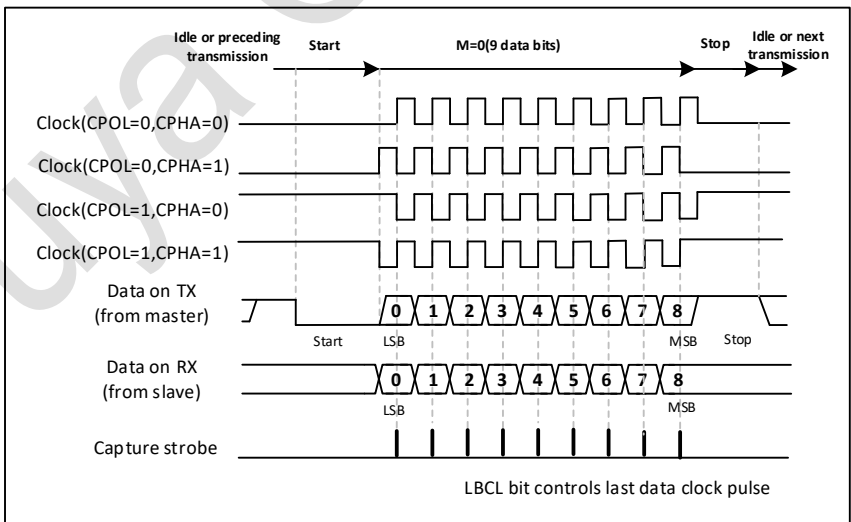 Idle or preceding
transmission
Start
M=0(9 data bits)
Stop
Idle or next
transmission
Clock(CPOL=0,CPHA=0)
Clock(CPOL=0,CPHA=1)
Clock(CPOL=1,CPHA=0)
Clock(CPOL=1,CPHA=1)
Data on TX
(from master)
0 1 2 3 4 5 6 7 8
Start
LSB
MSB
Stop
Data on RX
(from slave)
0 1 2 3 4 5 6 7 8
LSB
MSB
Capture strobe
LBCL bit controls last data clock pulse